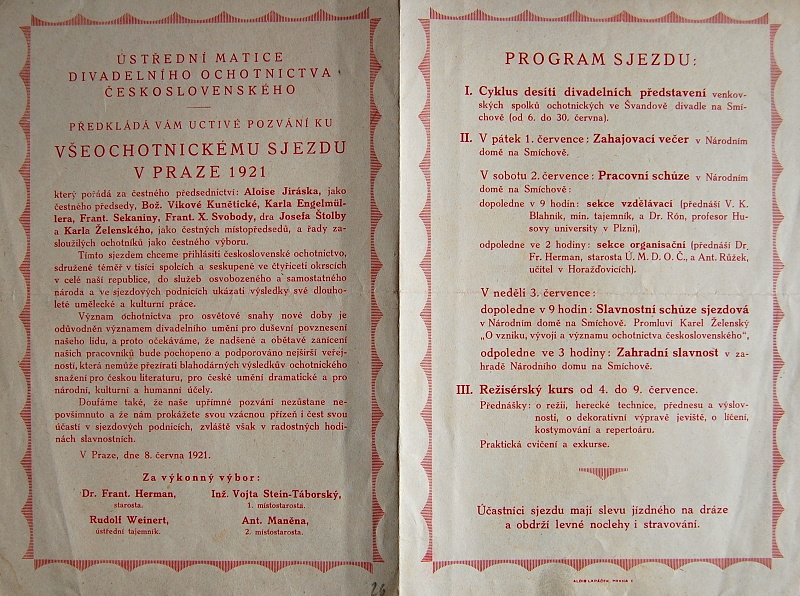 ÚSTŘEDNÍ MATICE
DIVADELNÍHO OCHOTNICTVA
ČESKOSLOVENSKÉHO
PŘEDKLÁDÁ VÁM UCTIVÉ POZVÁNÍ KU
VŠEOCHOTNICKÉMU SJEZDU
V PRAZE 1921
který pořádá za čestného předsednictví: Aloise Jiráska, jako
čestného předsedy, Bož. Vikové Kunětické, Karla Engelmül-
lera, Frant. Sekaniny, Frant. X. Svobody, dra Josefa Štolby
a Karla Želenského, jako čestných místopředsedů, a řady za-
sloužilých ochotníků jako čestného výboru.
Tímto sjezdem chceme přihlásiti československé ochotnictvo,
sdružené téměř v tisíci spolcích a seskupené ve čtyřiceti okrscích
v celé naší republice, do služeb osvobozeného a samostatného
národa a ve sjezdových podnicích ukázati výsledky své dlouho-
leté umělecké a kulturní práce.
Význam ochotnictva pro osvětové snahy nové doby je
odůvodněn významem divadelního umění pro duševní povznesení
našeho lidu, a proto očekáváme, že nadšené a obětavé zanícení
našich pracovníků bude pochopeno a podporováno nejširší veřej-
ností, která nemůže přezírati blahodárných výsledkův ochotnického
snažení pro českou literaturu, pro české umění dramatické a pro
národní, kulturní a humanní účely.
Doufáme také, že naše upřímné pozvání nezůstane ne-
povšimnuto a že nám prokážete svou vzácnou přízeň i čest svou
účastí v sjezdových podnicích, zvláště však v radostných hodi-
nách slavnostních.
V Praze, dne 8. června 1921.
Za výkonný výbor:
Dr. Frant. Herman,
starosta.
Inž. Vojta Stein-Táborský,
1. místostarosta.
Rudolf Weinert,
ústřední tajemník.
Ant. Maněna,
2. místostarosta.
26
PROGRAM SJEZDU:
I. Cyklus desíti divadelních představení venkov-
ských spolků ochotnických ve Švandově divadle na Smí-
chově (od 6. do 30. června).
II. V pátek 1. července: Zahajovací večer v Národním
domě na Smíchově.
V sobotu 2. července: Pracovní schůze v Národním
domě na Smíchově:
dopoledne v 9 hodin: sekce vzdělávací (přednáší V. K.
Blahník, min. tajemník, a Dr. Rón, profesor Hu-
sovy university v Plzni),
odpoledne ve 2 hodiny: sekce organisační (přednáší Dr.
Fr. Herman, starosta Ú. M. D. O. Č., a Ant. Růžek,
učitel v Horažďovicích).
V neděli 3. července:
dopoledne v 9 hodin: Slavnostní schůze sjezdová
v Národním domě na Smíchově. Promluví Karel Želenský
„O vzniku, vývoji a významu ochotnictva československého“,
odpoledne ve 3 hodiny: Zahradní slavnost v za-
hradě Národního domu na Smíchově.
III. Režisérský kurs od 4. do 9. července.
Přednášky: o režii, herecké technice, přednesu a výslov-
nosti, o dekorativní výpravě jeviště, o líčení,
kostymování a repertoáru.
Praktická cvičení a exkurse.
Účastníci sjezdu mají slevu jízdného na dráze
a obdrží levné noclehy i stravování.
ALOIS LAPÁČEK, PRAHA I